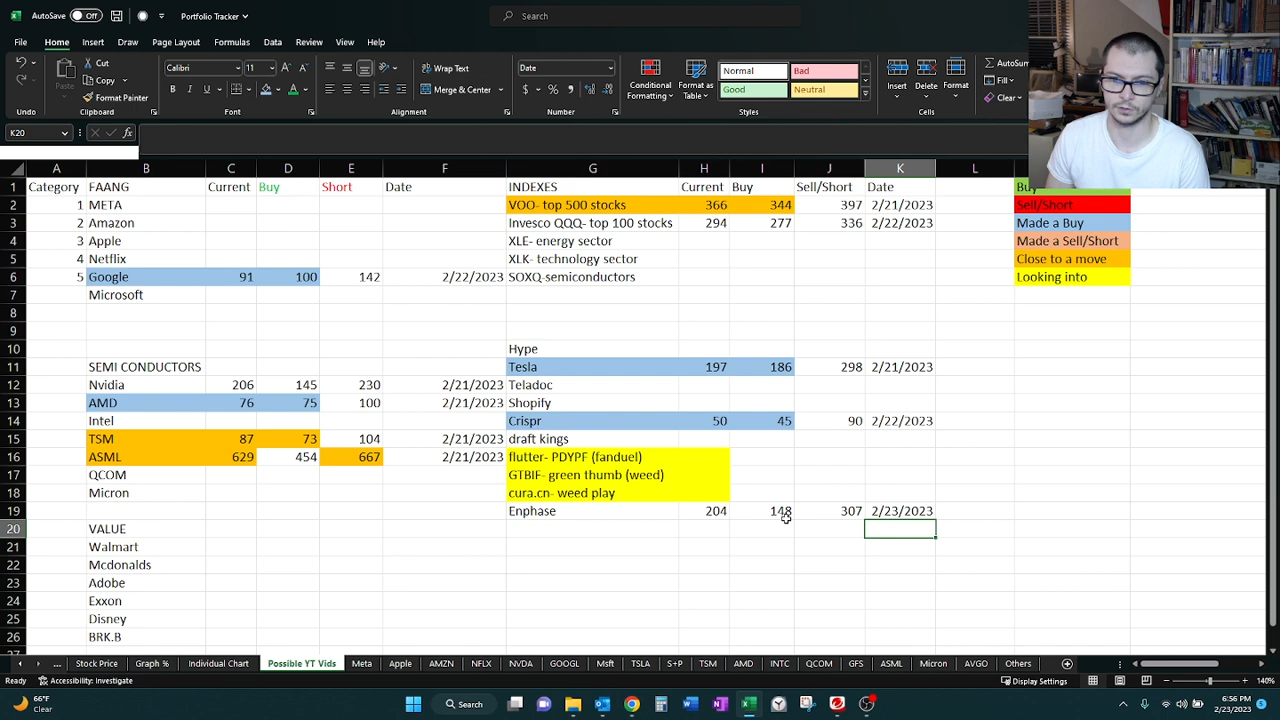 AutoSave Off Portfolio Tracker Search
File Home Insert Draw Page Layout Formulas Data Review View Help
Cut Calibri 11 Wrap Text Date Normal Bad AutoSum
Paste Copy Merge & Center Conditional Formatting Format as Table Good Neutral Insert Delete Format Fill
Format Painter Clear
Undo Clipboard Font Alignment Number Styles Cells
K20 fx
A B C D E F G H I J K L
1 Category FAANG Current Buy Short Date INDEXES Current Buy Sell/Short Date Buy
2 1 META VOO- top 500 stocks 366 344 397 2/21/2023 Sell/Short
3 2 Amazon Invesco QQQ- top 100 stocks 294 277 336 2/22/2023 Made a Buy
4 3 Apple XLE- energy sector Made a Sell/Short
5 4 Netflix XLK- technology sector Close to a move
6 5 Google 91 100 142 2/22/2023 SOXQ-semiconductors Looking into
7 Microsoft
8
9
10 Hype
11 SEMI CONDUCTORS Tesla 197 186 298 2/21/2023
12 Nvidia 206 145 230 2/21/2023 Teladoc
13 AMD 76 75 100 2/21/2023 Shopify
14 Intel Crispr 50 45 90 2/22/2023
15 TSM 87 73 104 2/21/2023 draft kings
16 ASML 629 454 667 2/21/2023 flutter- PDYPF (fanduel)
17 QCOM GTBIF- green thumb (weed)
18 Micron cura.cn- weed play
19 Enphase 204 148 307 2/23/2023
20 VALUE
21 Walmart
22 Mcdonalds
23 Adobe
24 Exxon
25 Disney
26 BRK.B
... Stock Price Graph % Individual Chart Possible YT Vids Meta Apple AMZN NFLX NVDA GOGL Msft TSLA S+P TSM AMD INTC QCOM GFS ASML Micron AVGO Others
Ready Accessibility: Investigate Display Settings 140%
66°F Clear Search 6:56 PM 2/23/2023